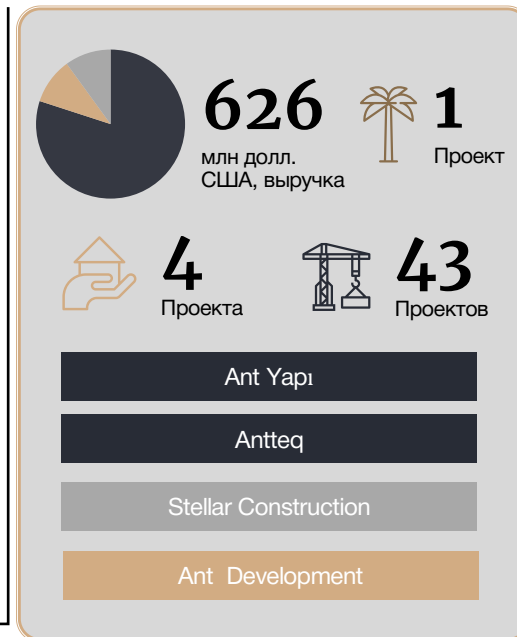 626
млн долл.
США, выручка
1
Проект
4
Проекта
43
Проектов
Ant Yapı
Antteq
Stellar Construction
Ant Development